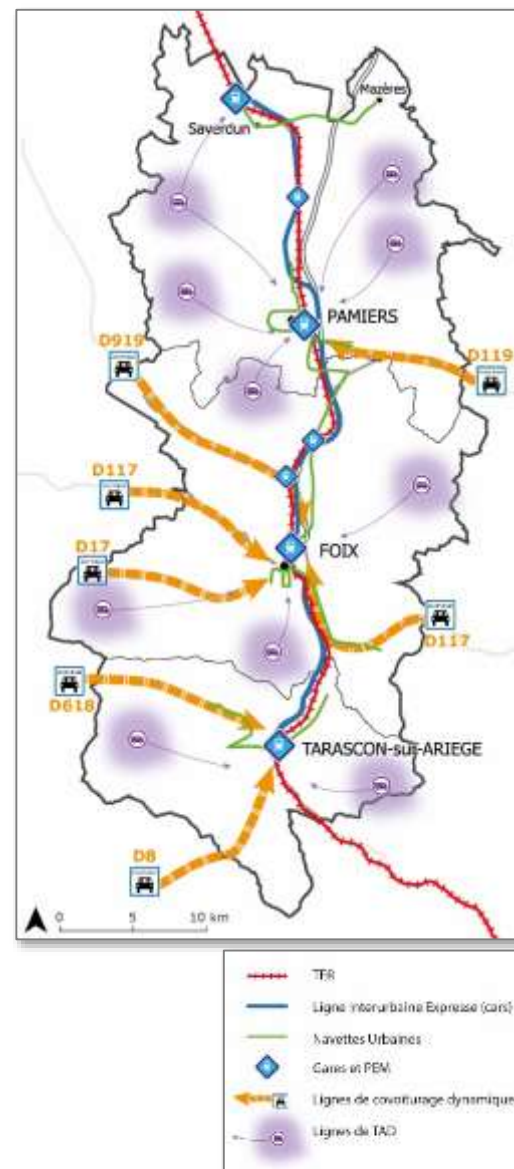 Mazères
Saverdun
PAMIERS
D919
D119
D117
FOIX
D17
D117
D618
TARASCON-sur-ARIEGE
D8
0 5 10 km
TER
Ligne Interurbaine Expresse (cars)
Navettes Urbaines
Gares et PEM
Lignes de covoiturage dynamique
Lignes de TAD